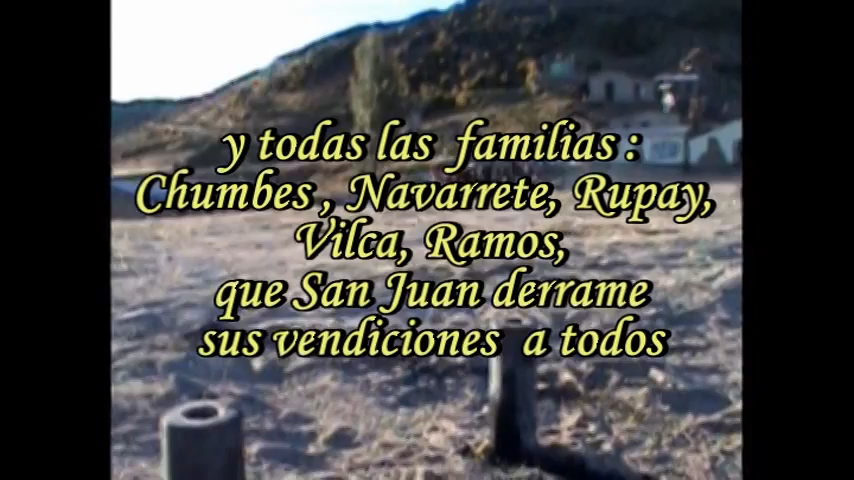 y todas las familias :
Chumbes , Navarrete, Rupay,
Vilca, Ramos,
que San Juan derrame
sus vendiciones a todos